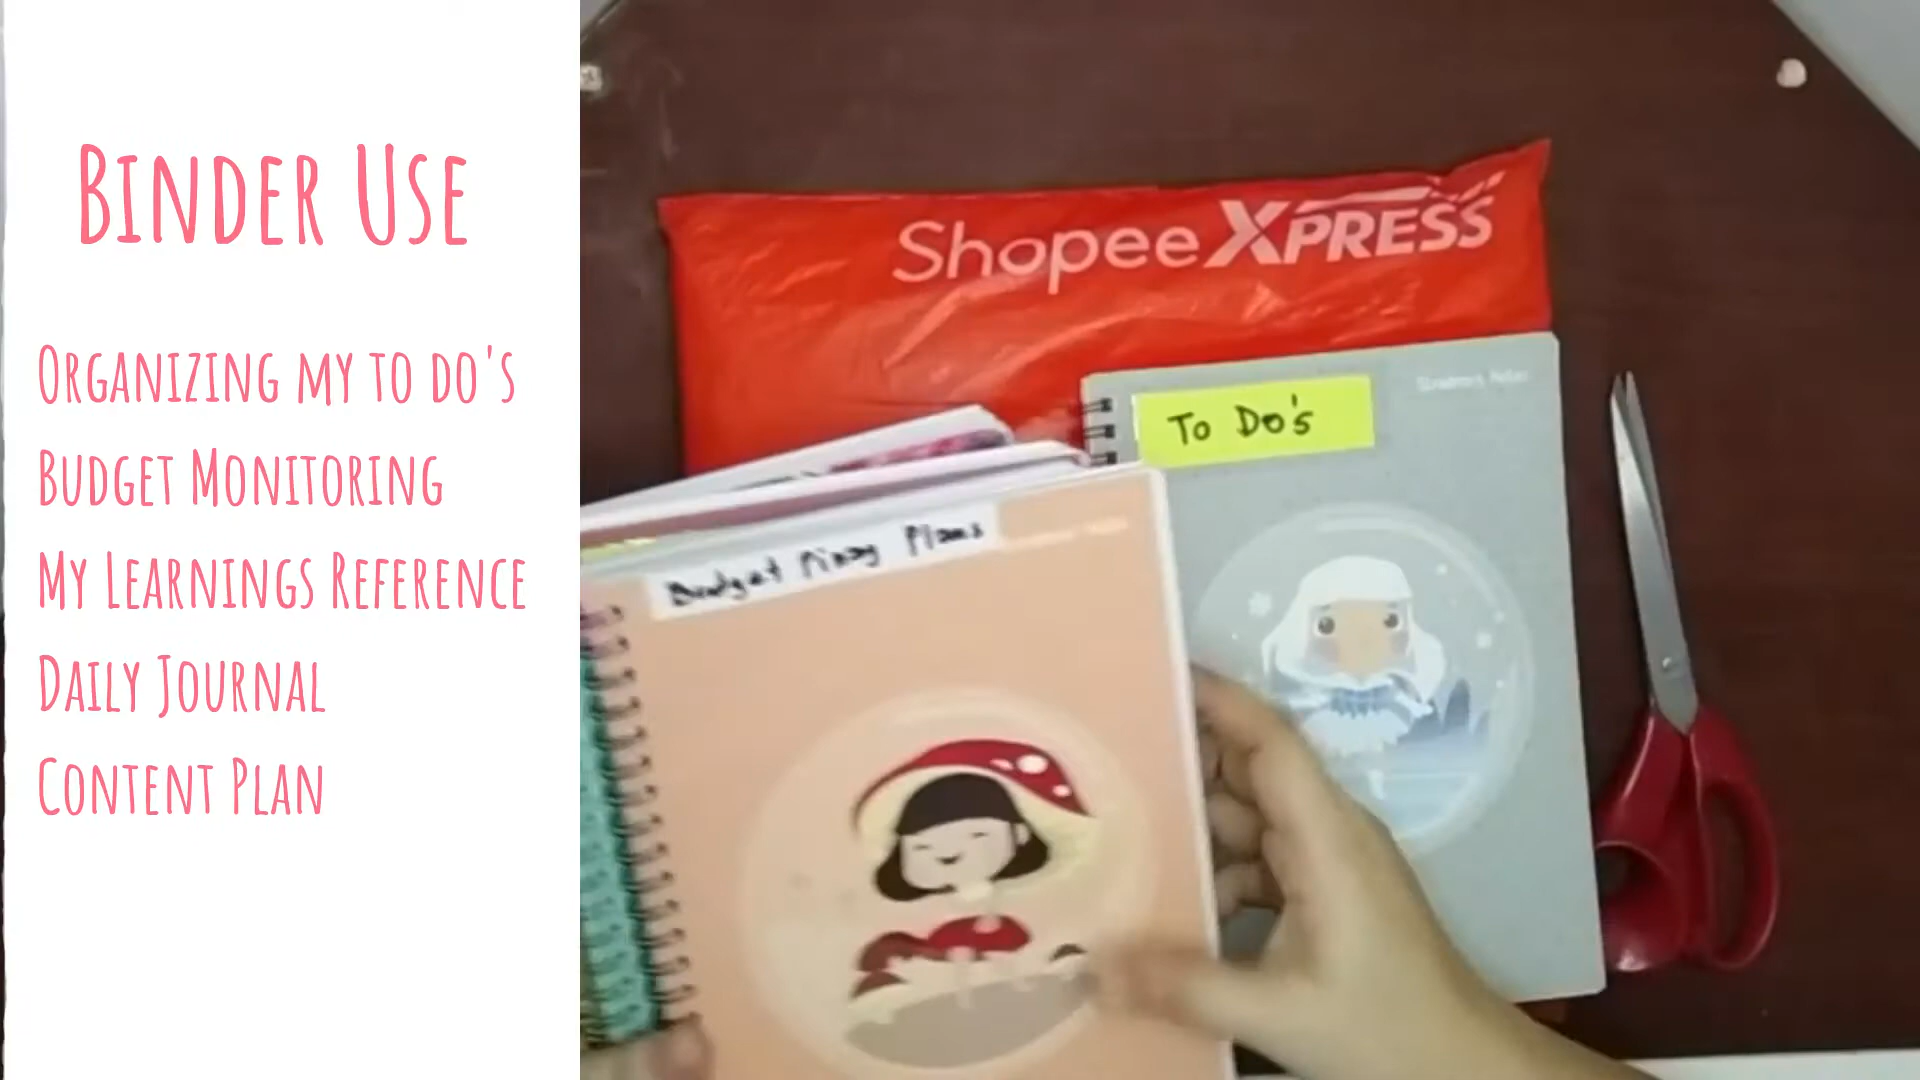 Binder Use
Organizing my to do's
Budget Monitoring
My Learnings Reference
Daily Journal
Content Plan
Shopee XPRESS
To Do's
Budget Pinay Plans